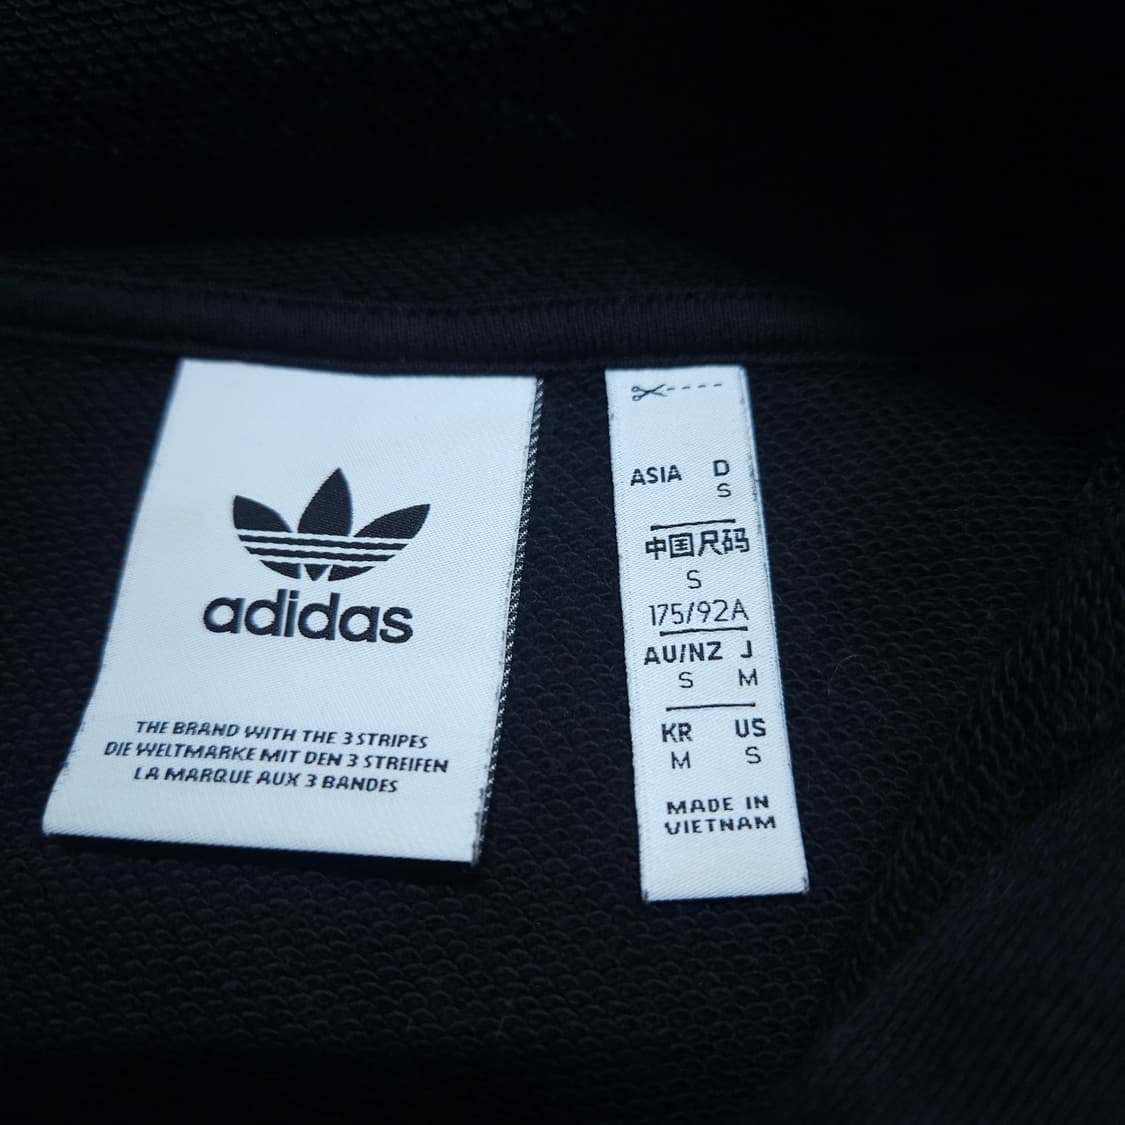 adidas
THE BRAND WITH THE 3 STRIPES
DIE WELTMARKE MIT DEN 3 STREIFEN
LA MARQUE AUX 3 BANDES
ASIA D
S
中国尺码
S
175/92A
AU/NZ J
S M
KR US
M S
MADE IN
VIETNAM